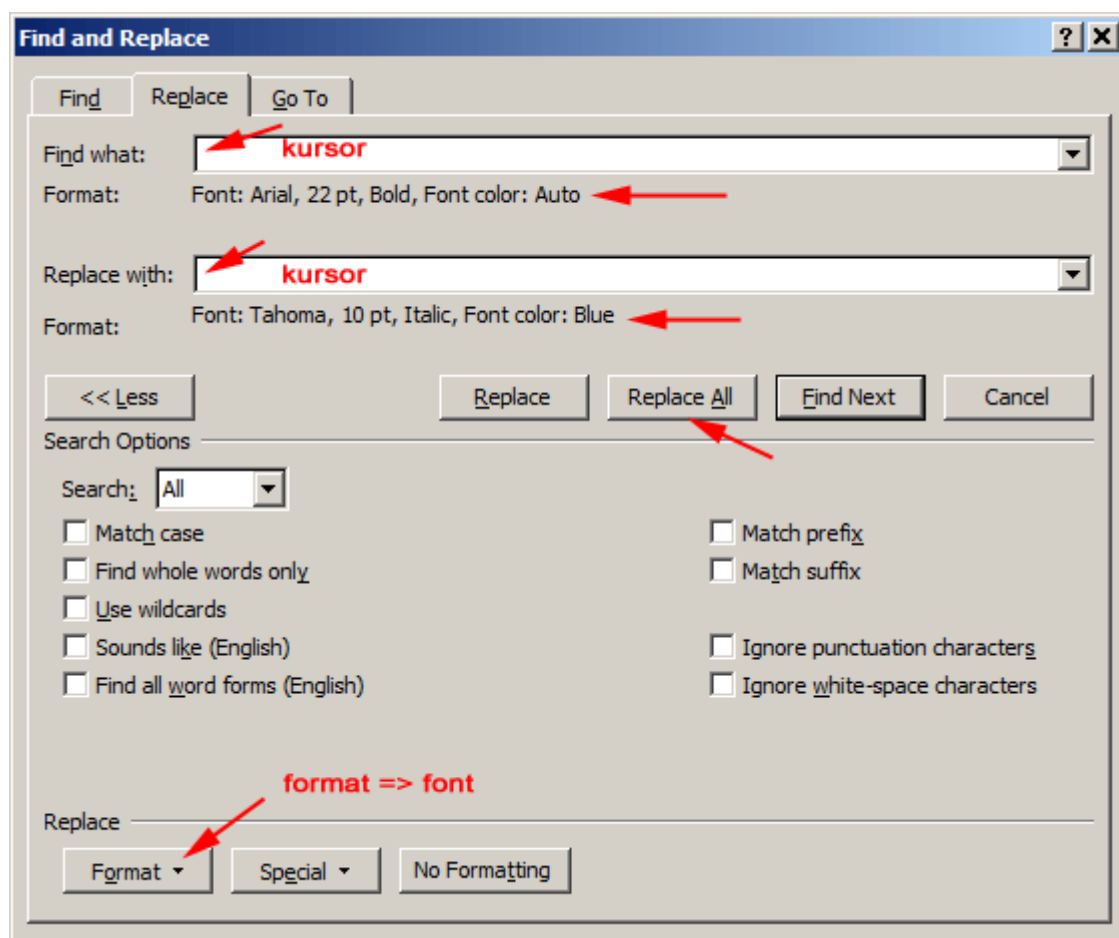 Find and Replace
Find Replace Go To
Find what: kursor
Format: Font: Arial, 22 pt, Bold, Font color: Auto
Replace with: kursor
Format: Font: Tahoma, 10 pt, Italic, Font color: Blue
<< Less Replace Replace All Find Next Cancel
Search Options
Search: All
Match case Match prefix
Find whole words only Match suffix
Use wildcards
Sounds like (English) Ignore punctuation characters
Find all word forms (English) Ignore white-space characters
format => font
Replace
Format Special No Formatting